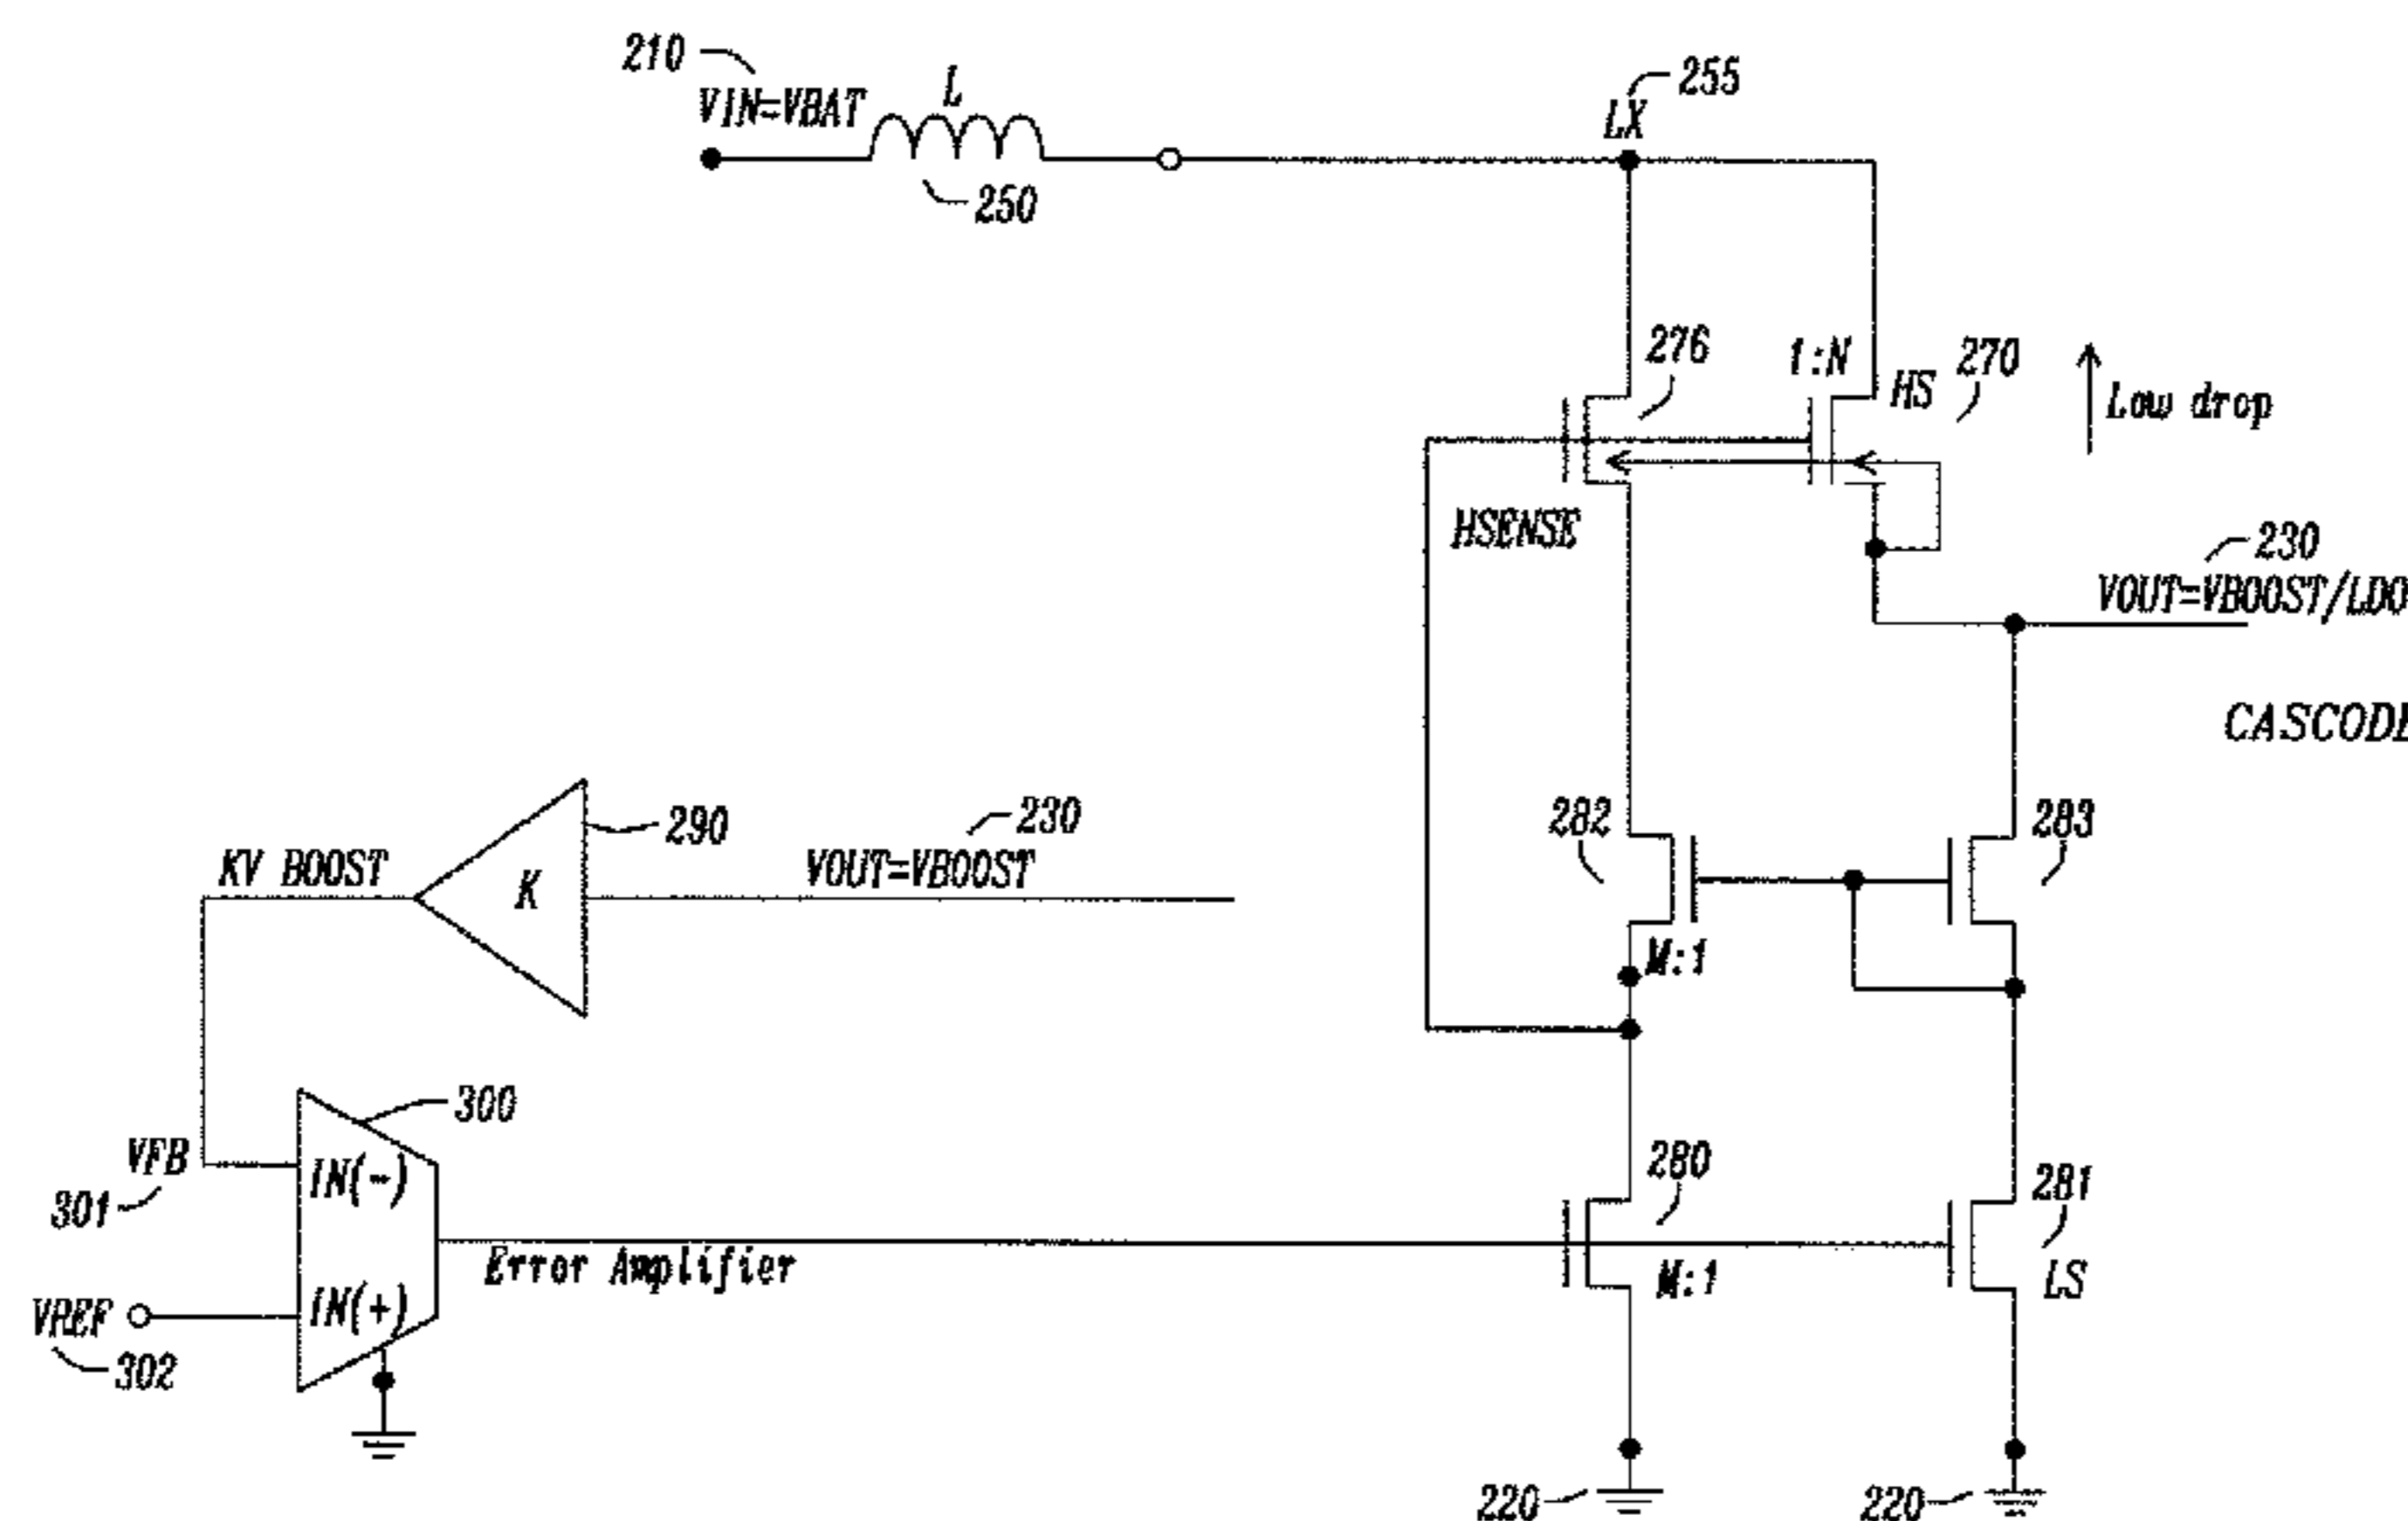 210
VIN=VBAT
L
250
255
LX
276
1:N
HS
270
Low drop
HSENSE
230
VOUT=VBOOST/LDO
CASCODE
290
KV BOOST
K
230
VOUT=VBOOST
282
283
M:1
300
VFB
301
IN(-)
Error Amplifier
IN(+)
VREF
302
280
M:1
281
LS
220
220